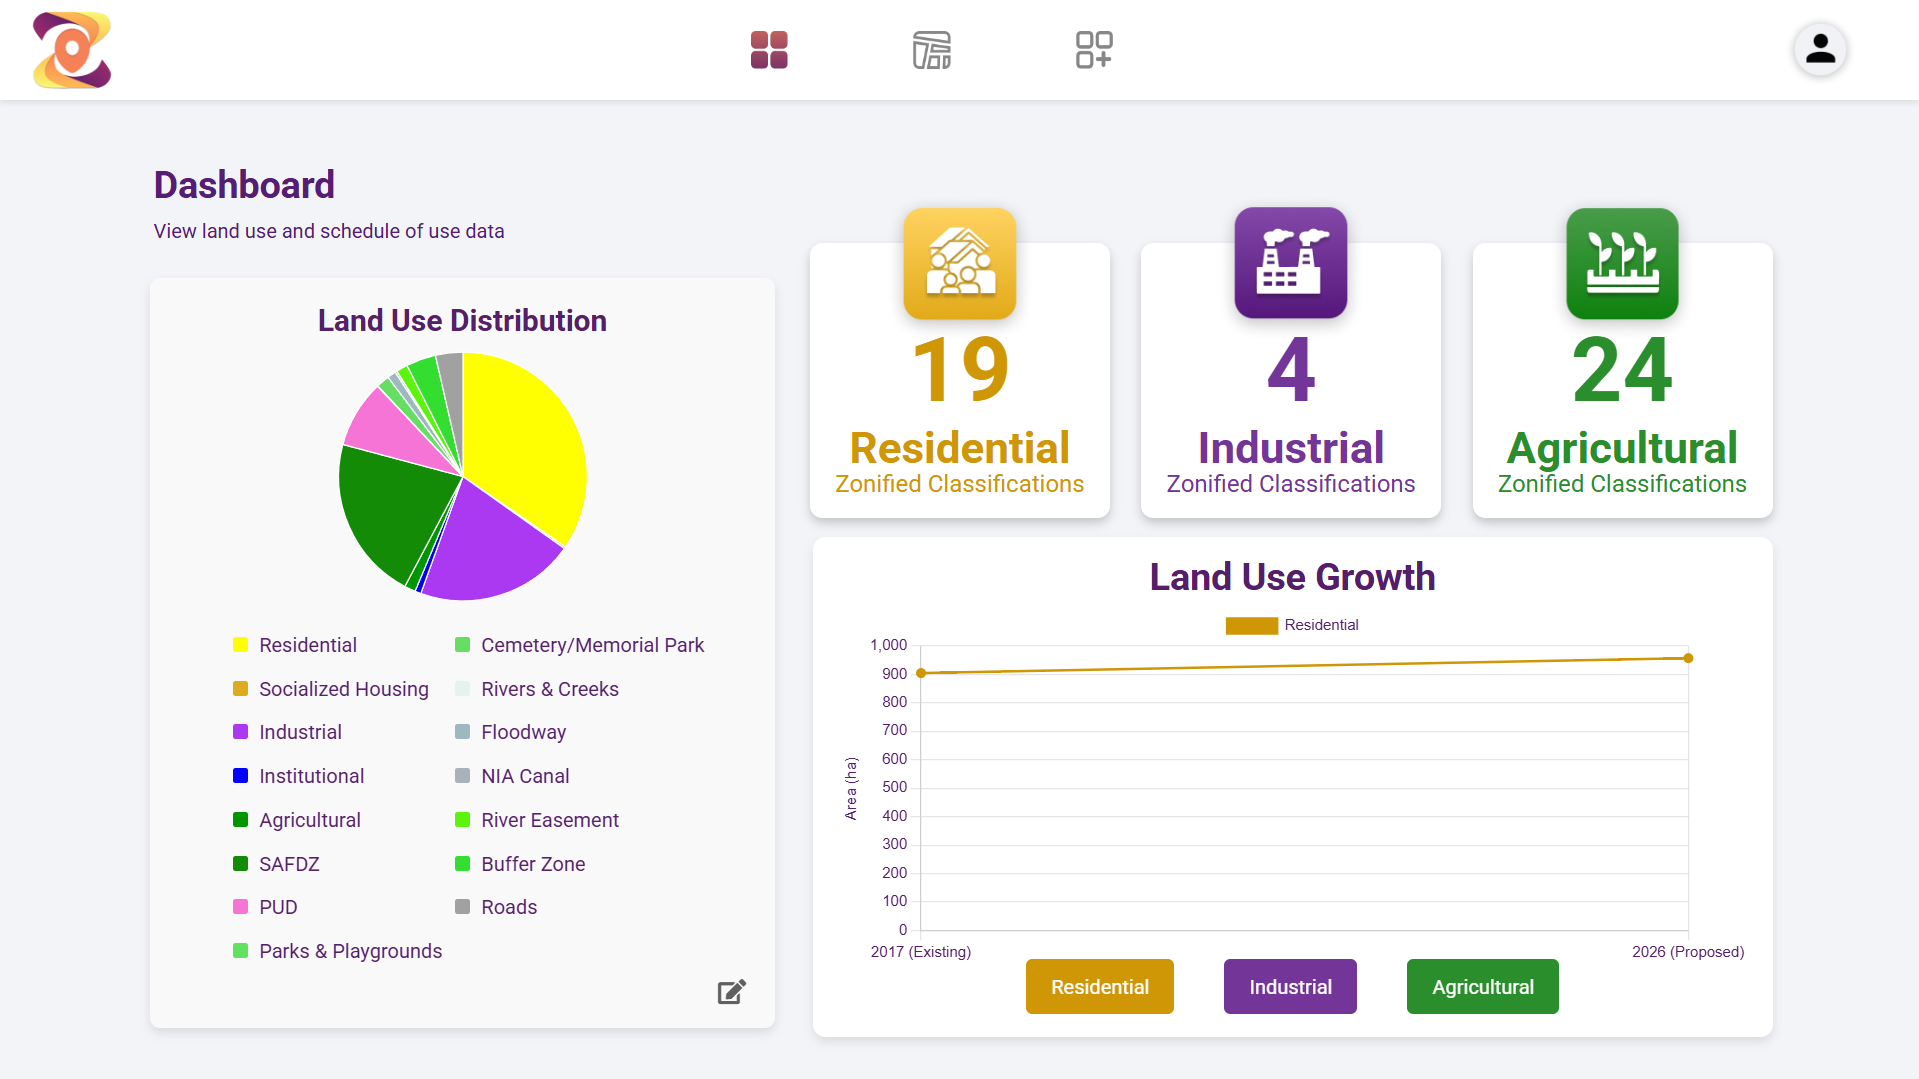 Dashboard
View land use and schedule of use data
Land Use Distribution
Residential
Socialized Housing
Industrial
Institutional
Agricultural
SAFDZ
PUD
Parks & Playgrounds
Cemetery/Memorial Park
Rivers & Creeks
Floodway
NIA Canal
River Easement
Buffer Zone
Roads
19
Residential
Zonified Classifications
4
Industrial
Zonified Classifications
24
Agricultural
Zonified Classifications
Land Use Growth
Residential
Area (ha)
1,000
900
800
700
600
500
400
300
200
100
0
2017 (Existing)
2026 (Proposed)
Residential
Industrial
Agricultural